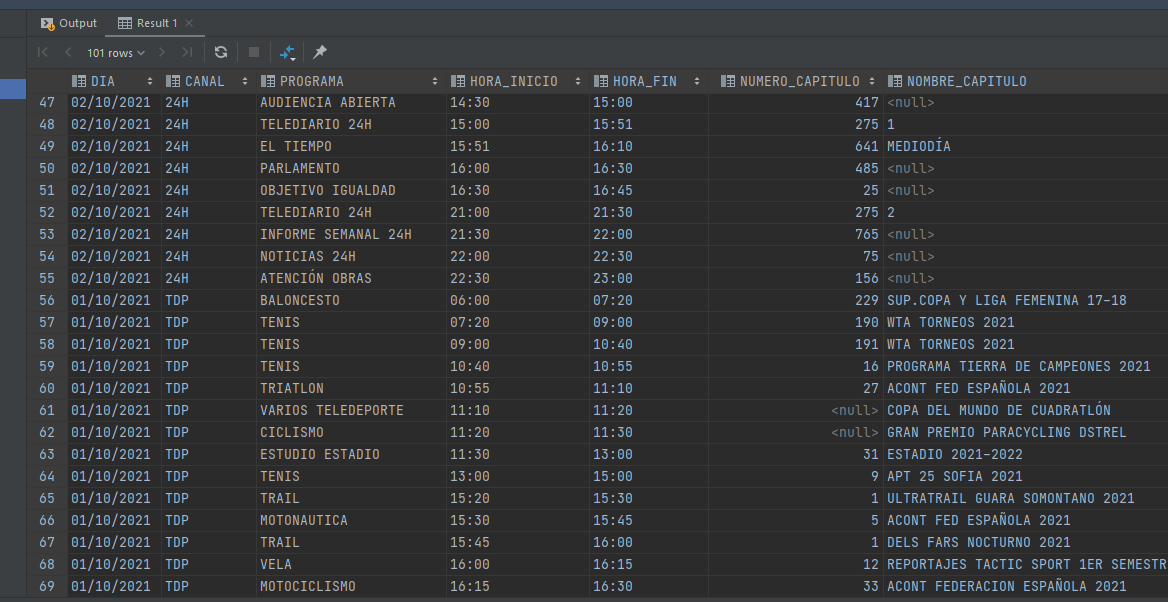 Output Result 1
101 rows
DIA CANAL PROGRAMA HORA_INICIO HORA_FIN NUMERO_CAPITULO NOMBRE_CAPITULO
47 02/10/2021 24H AUDIENCIA ABIERTA 14:30 15:00 417 <null>
48 02/10/2021 24H TELEDIARIO 24H 15:00 15:51 275 1
49 02/10/2021 24H EL TIEMPO 15:51 16:10 641 MEDIODÍA
50 02/10/2021 24H PARLAMENTO 16:00 16:30 485 <null>
51 02/10/2021 24H OBJETIVO IGUALDAD 16:30 16:45 25 <null>
52 02/10/2021 24H TELEDIARIO 24H 21:00 21:30 275 2
53 02/10/2021 24H INFORME SEMANAL 24H 21:30 22:00 765 <null>
54 02/10/2021 24H NOTICIAS 24H 22:00 22:30 75 <null>
55 02/10/2021 24H ATENCIÓN OBRAS 22:30 23:00 156 <null>
56 01/10/2021 TDP BALONCESTO 06:00 07:20 229 SUP.COPA Y LIGA FEMENINA 17-18
57 01/10/2021 TDP TENIS 07:20 09:00 190 WTA TORNEOS 2021
58 01/10/2021 TDP TENIS 09:00 10:40 191 WTA TORNEOS 2021
59 01/10/2021 TDP TENIS 10:40 10:55 16 PROGRAMA TIERRA DE CAMPEONES 2021
60 01/10/2021 TDP TRIATLON 10:55 11:10 27 ACONT FED ESPAÑOLA 2021
61 01/10/2021 TDP VARIOS TELEDEPORTE 11:10 11:20 <null> COPA DEL MUNDO DE CUADRATLÓN
62 01/10/2021 TDP CICLISMO 11:20 11:30 <null> GRAN PREMIO PARACYCLING DSTREL
63 01/10/2021 TDP ESTUDIO ESTADIO 11:30 13:00 31 ESTADIO 2021-2022
64 01/10/2021 TDP TENIS 13:00 15:00 9 APT 25 SOFIA 2021
65 01/10/2021 TDP TRAIL 15:20 15:30 1 ULTRATRAIL GUARA SOMONTANO 2021
66 01/10/2021 TDP MOTONAUTICA 15:30 15:45 5 ACONT FED ESPAÑOLA 2021
67 01/10/2021 TDP TRAIL 15:45 16:00 1 DELS FARS NOCTURNO 2021
68 01/10/2021 TDP VELA 16:00 16:15 12 REPORTAJES TACTIC SPORT 1ER SEMESTR
69 01/10/2021 TDP MOTOCICLISMO 16:15 16:30 33 ACONT FEDERACION ESPAÑOLA 2021